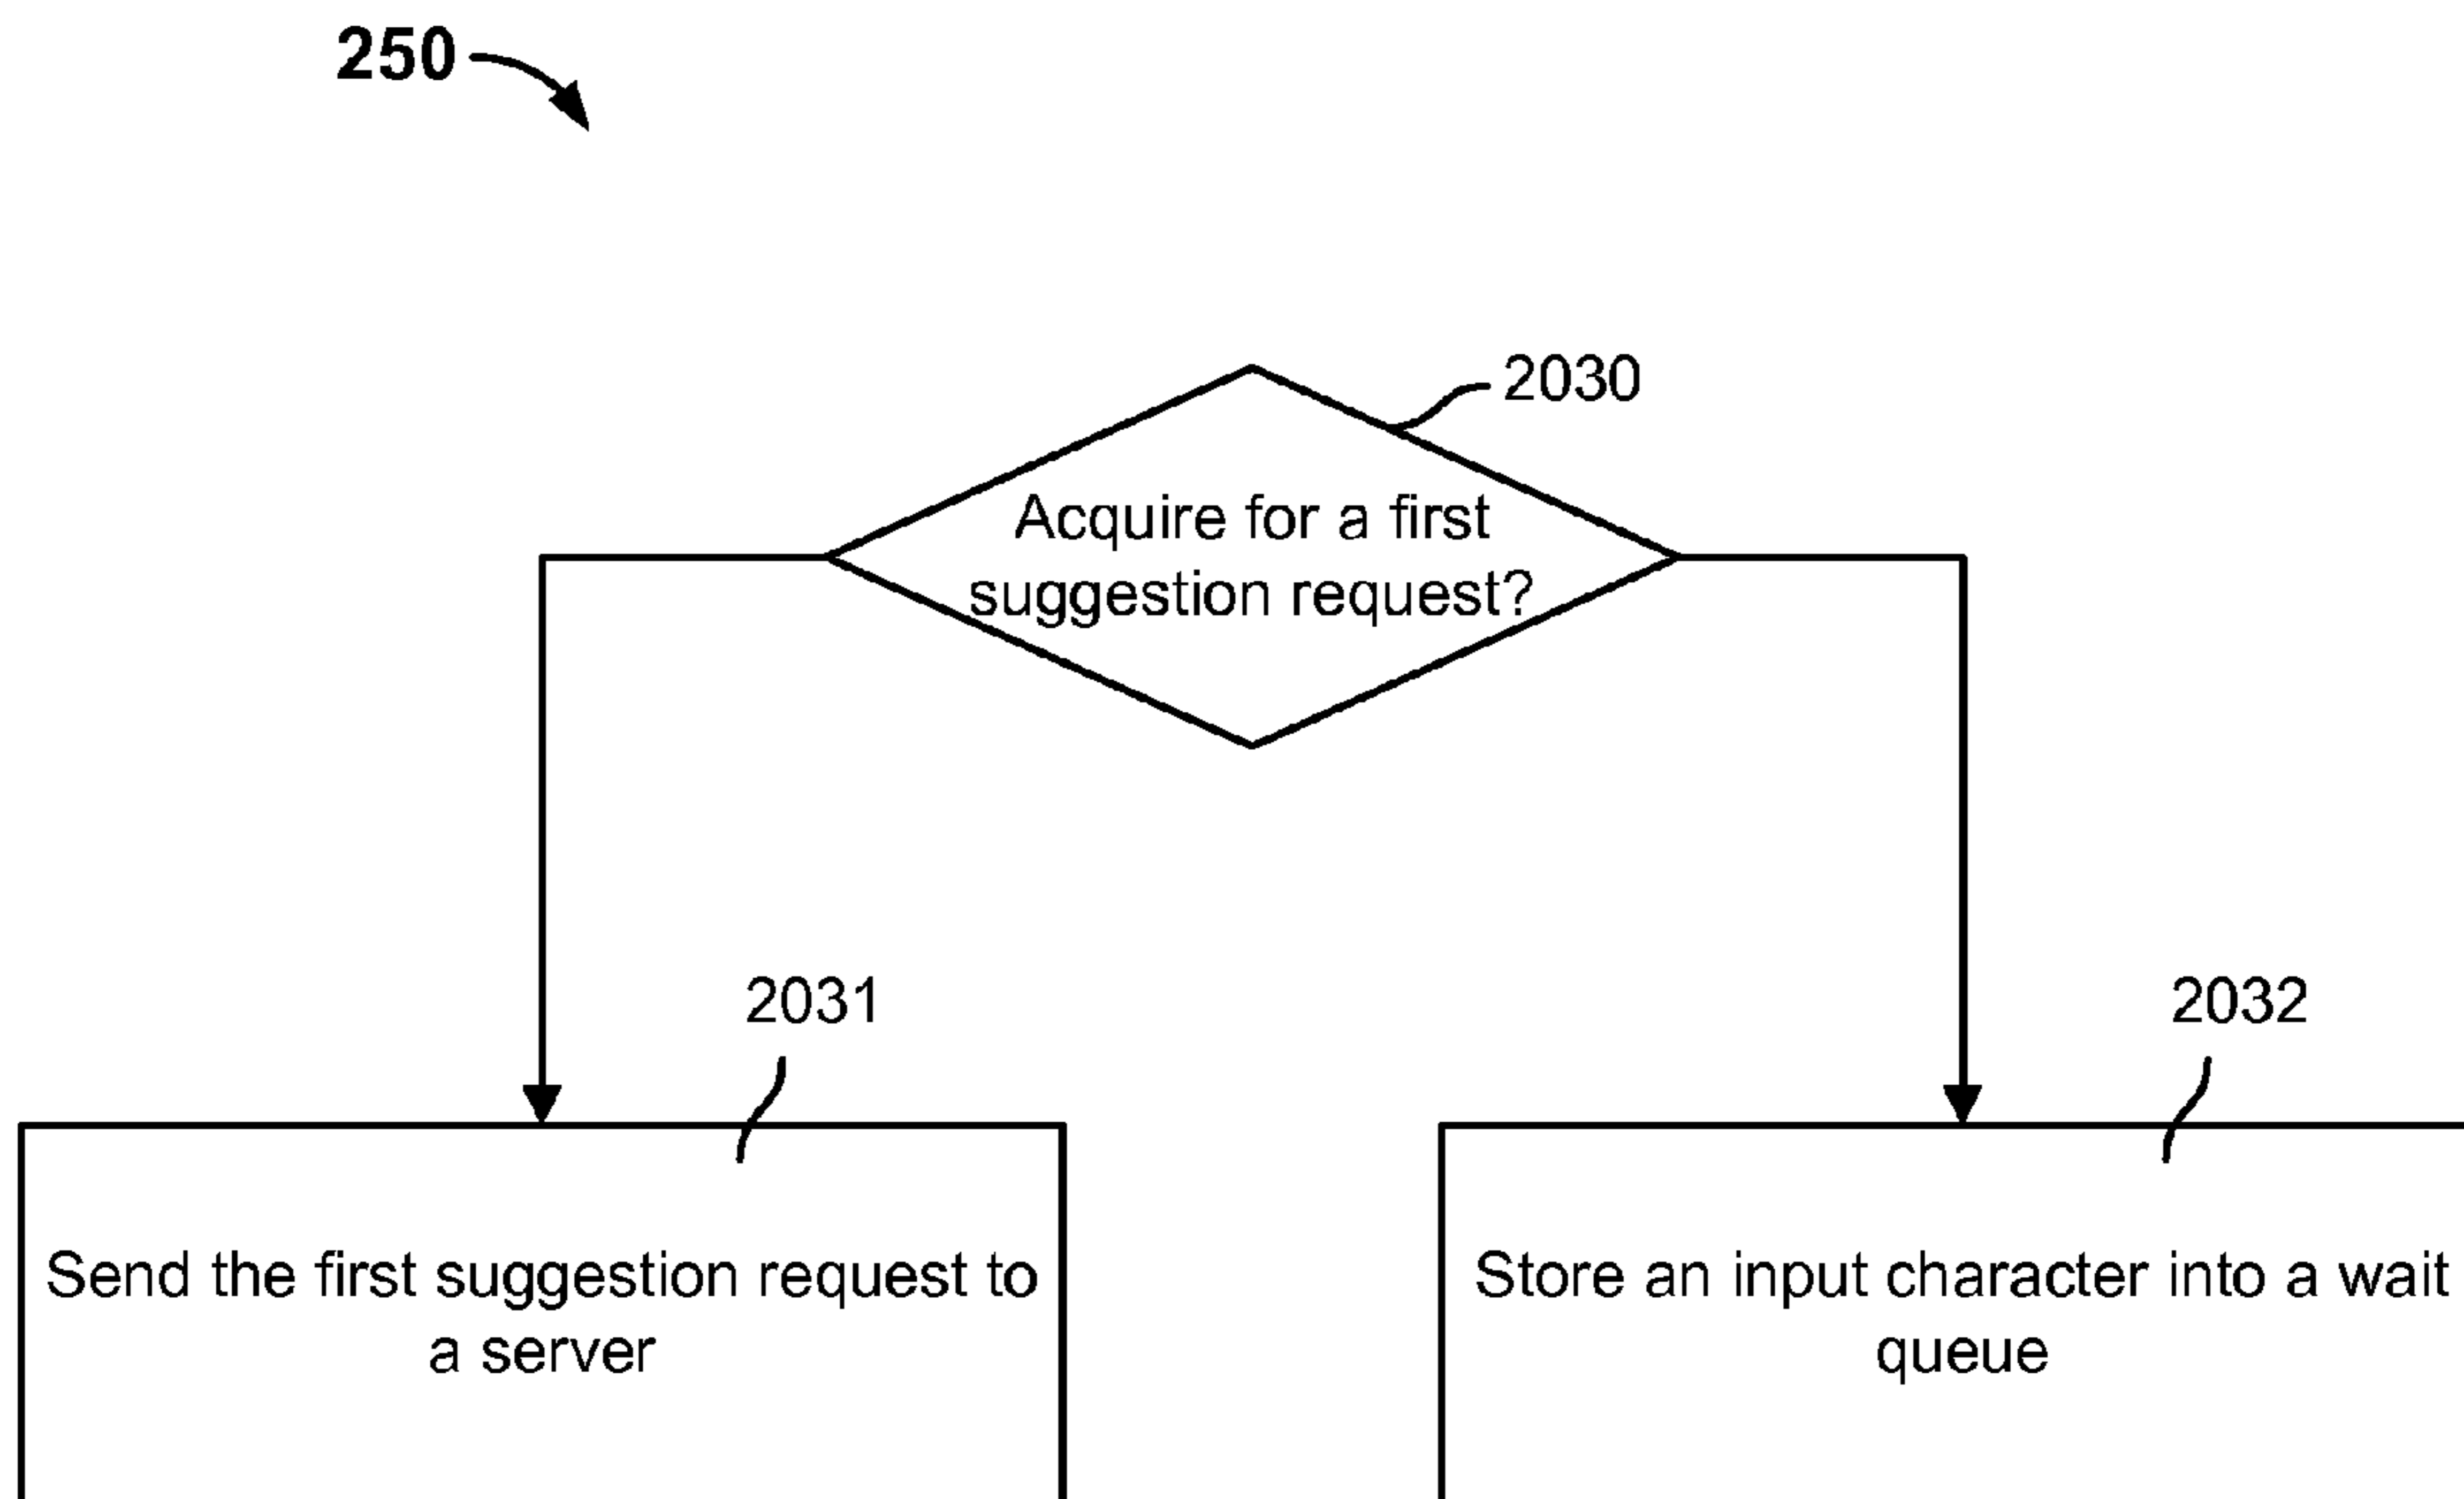 250
2030
Acquire for a first
suggestion request?
2031
2032
Send the first suggestion request to
a server
Store an input character into a wait
queue